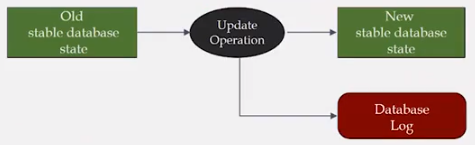 Old
stable database
state
Update
Operation
New
stable database
state
Database
Log